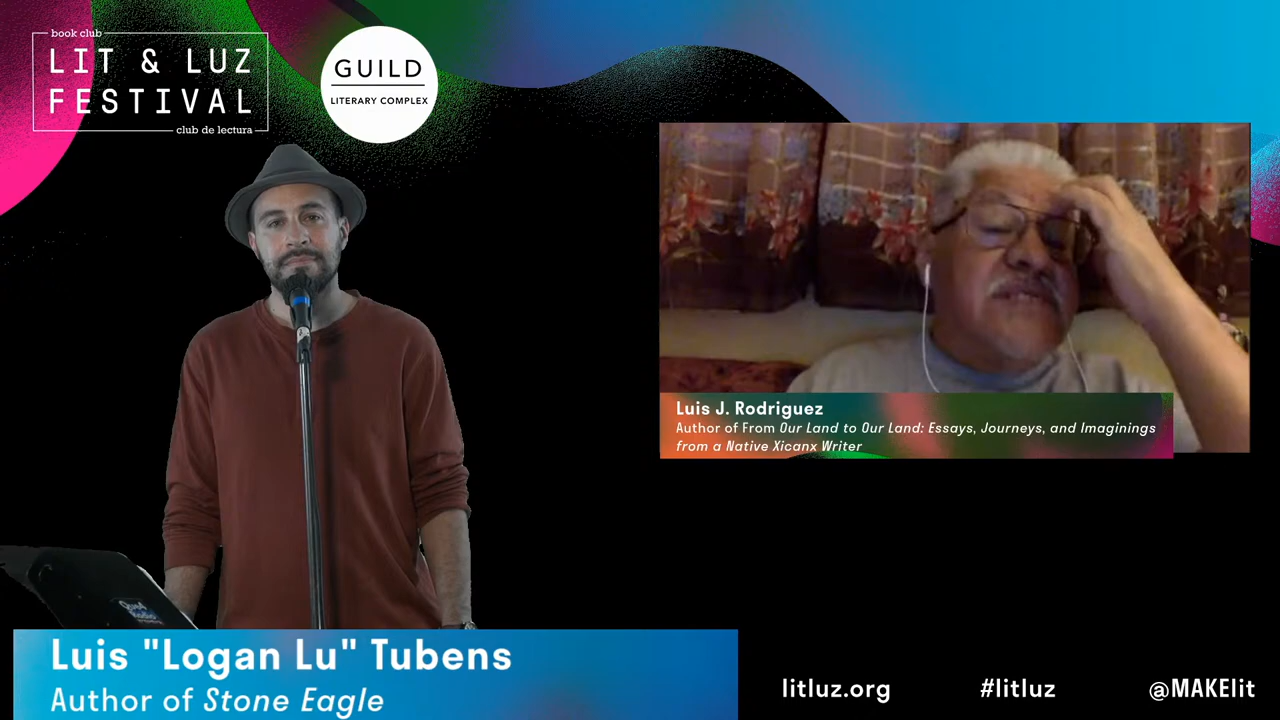 book club
LIT & LUZ
FESTIVAL
club de lectura
GUILD
LITERARY COMPLEX
Luis J. Rodriguez
Author of From Our Land to Our Land: Essays, Journeys, and Imaginings
from a Native Xicanx Writer
Luis "Logan Lu" Tubens
Author of Stone Eagle
litluz.org
#litluz
@MAKElit